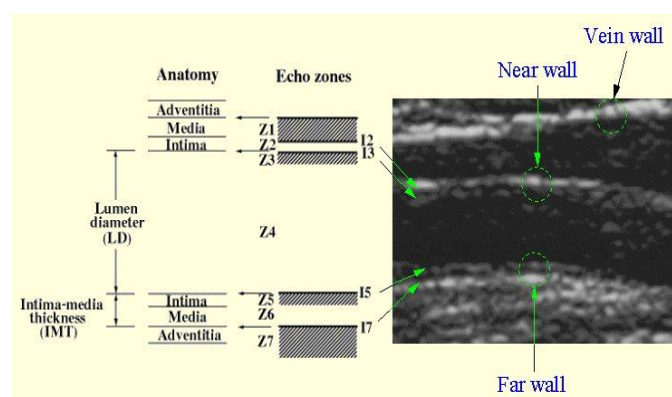 Vein wall
Near wall
Anatomy
Echo zones
Adventitia
Media
Intima
Z1
Z2
Z3
I2
I3
Lumen
diameter
(LD)
Z4
Intima-media
thickness
(IMT)
Intima
Media
Adventitia
Z5
Z6
Z7
I5
I7
Far wall